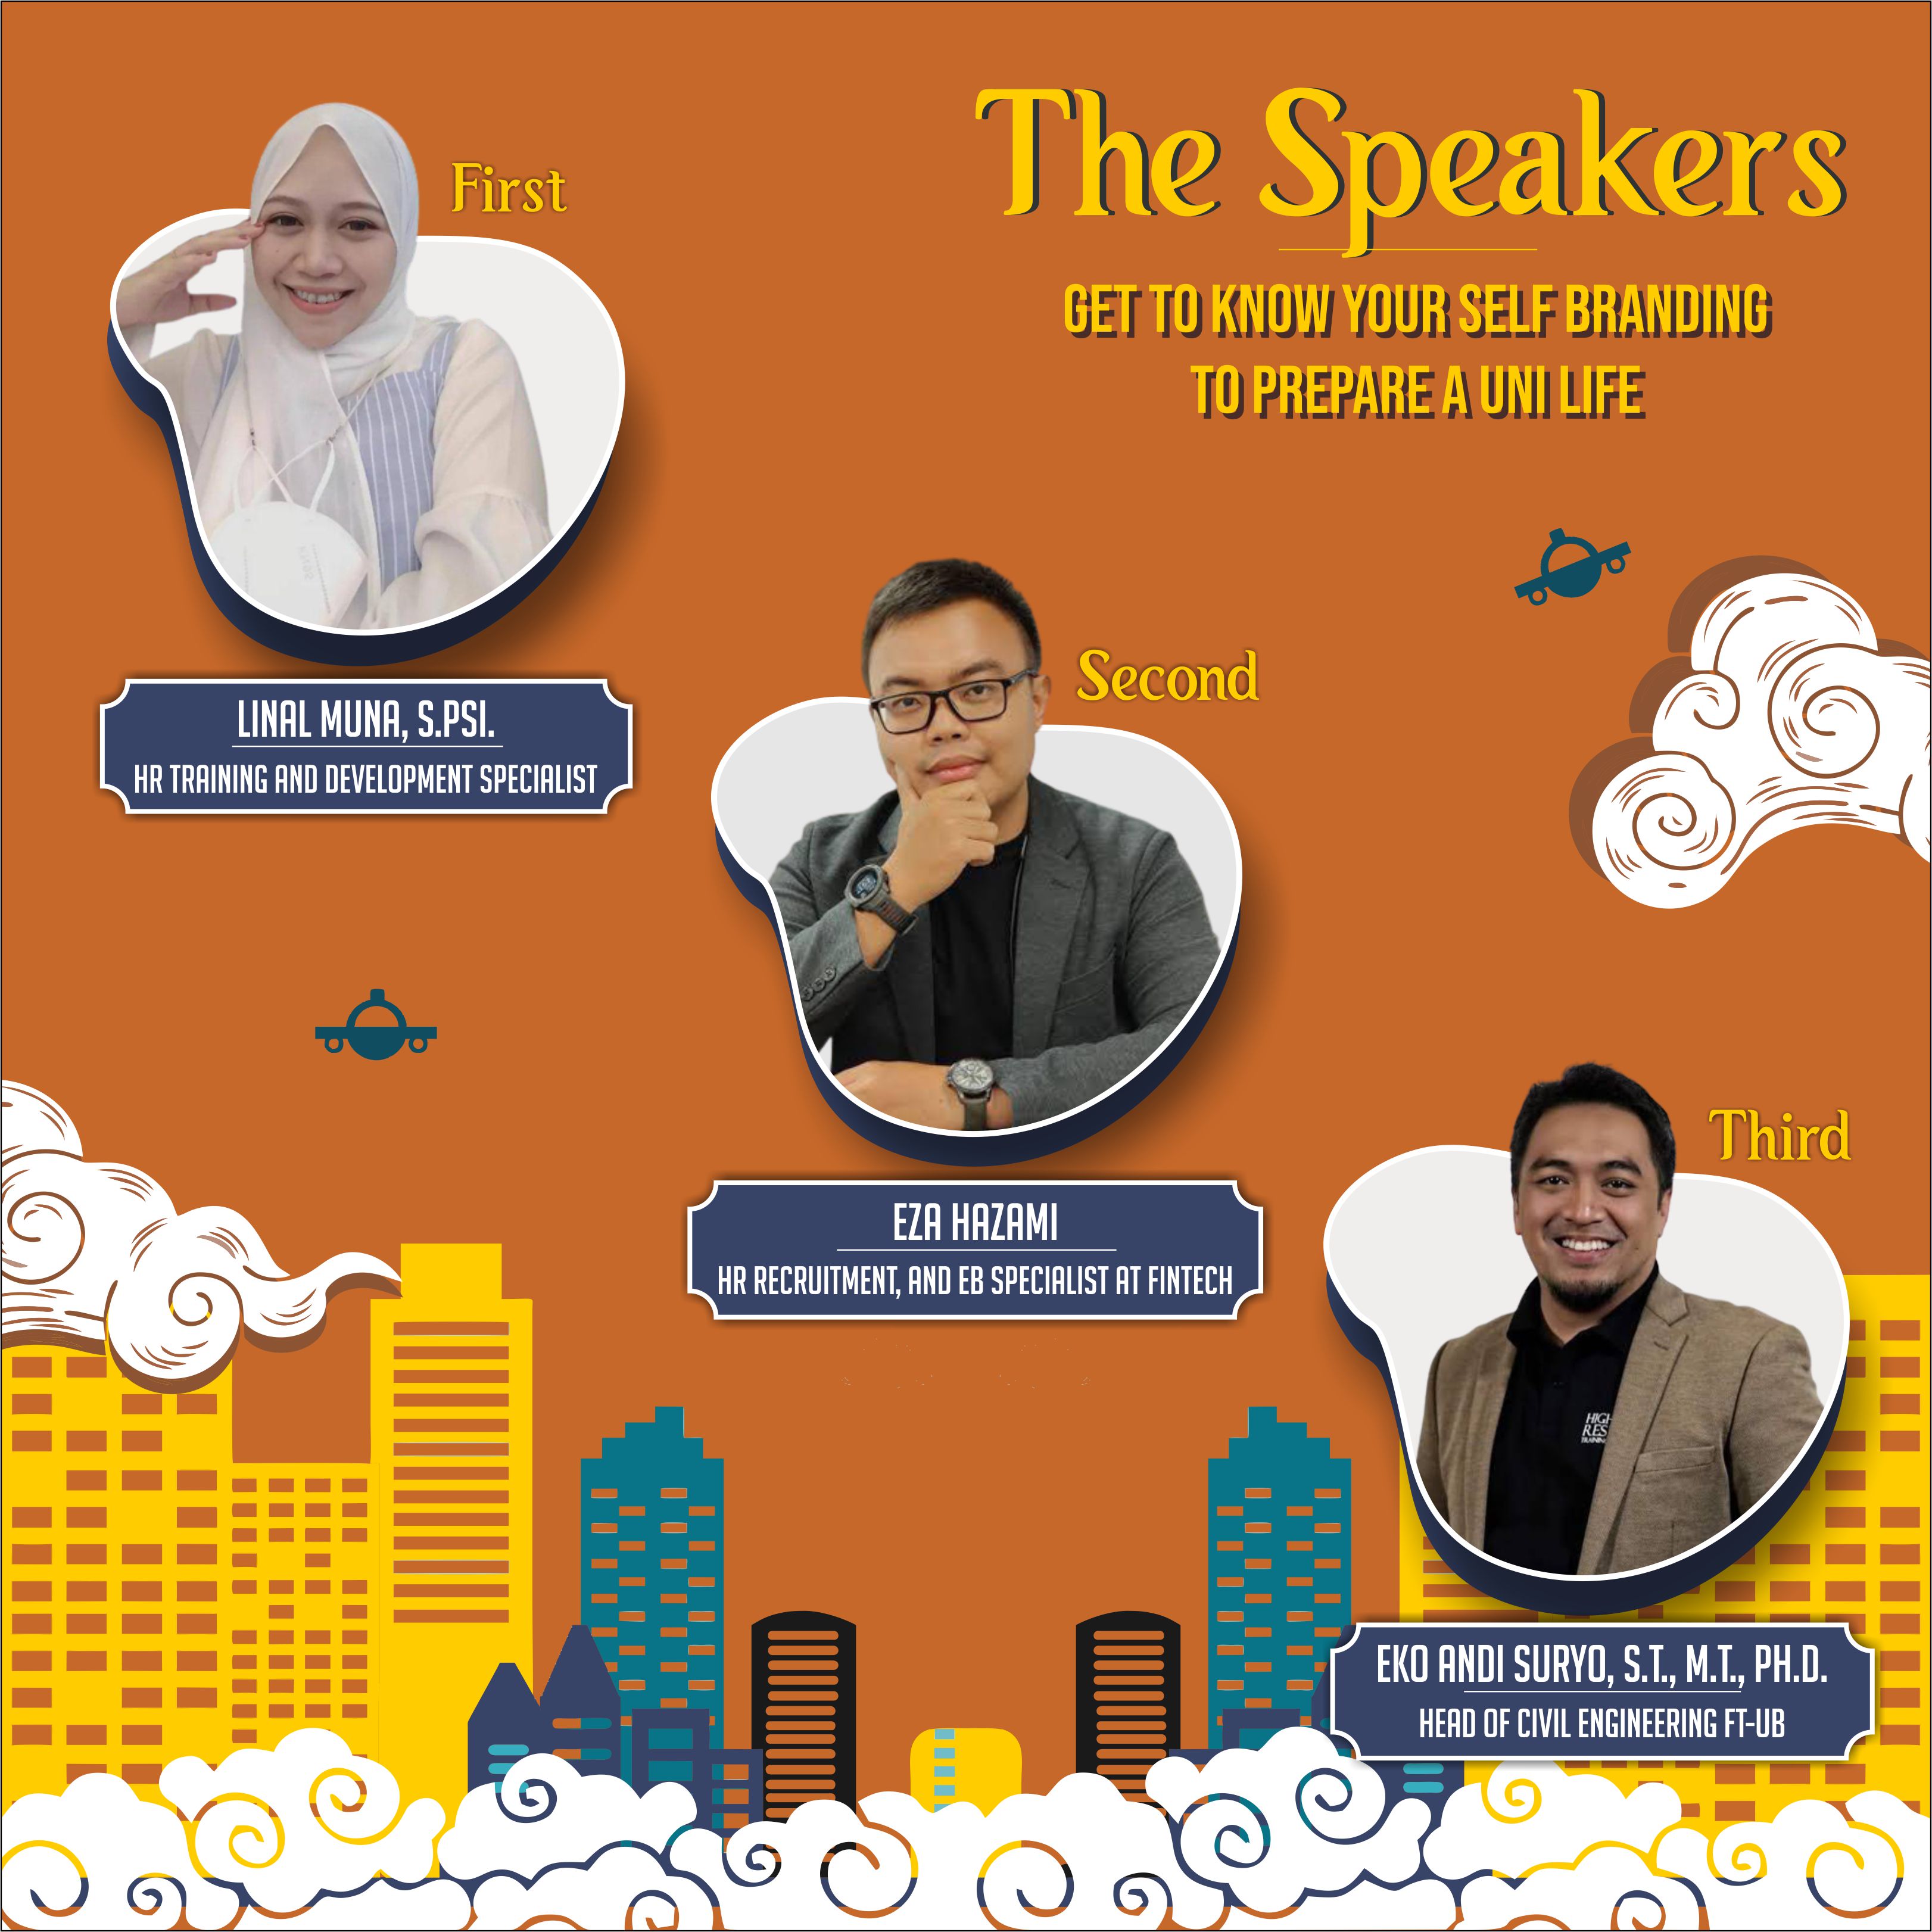 The Speakers
GET TO KNOW YOUR SELF BRANDING
TO PREPARE A UNI LIFE
First
LINAL MUNA, S.PSI.
HR TRAINING AND DEVELOPMENT SPECIALIST
Second
EZA HAZAMI
HR RECRUITMENT, AND EB SPECIALIST AT FINTECH
Third
HIGH
RES
EKO ANDI SURYO, S.T., M.T., PH.D.
HEAD OF CIVIL ENGINEERING FT-UB